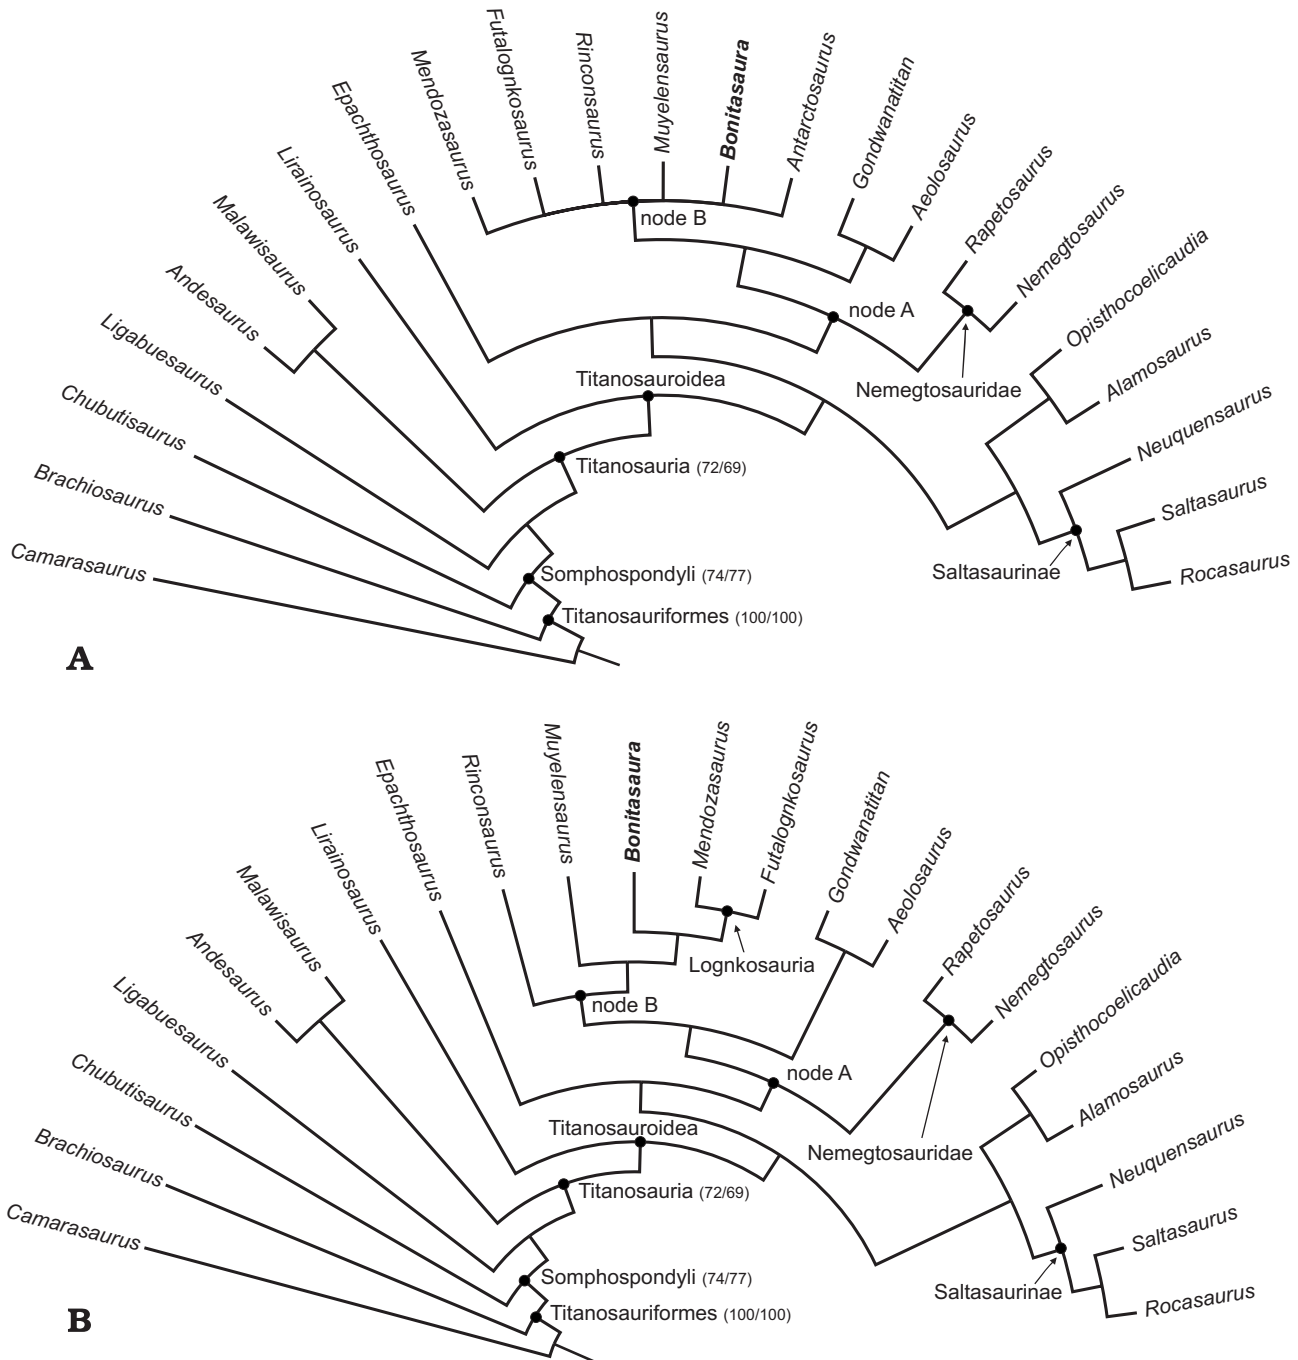 Camarasaurus
Brachiosaurus
Chubutisaurus
Ligabuesaurus
Andesaurus
Malawisaurus
Lirainosaurus
Epachthosaurus
Mendozasaurus
Futalognkosaurus
Rinconsaurus
Muyelensaurus
Bonitasaura
Antarctosaurus
Gondwanatitan
Aeolosaurus
Rapetosaurus
Nemegtosaurus
Opisthocoelicaudia
Alamosaurus
Neuquensaurus
Saltasaurus
Rocasaurus
node B
node A
Nemegtosauridae
Titanosauroidea
Titanosauria (72/69)
Somphospondyli (74/77)
Saltasaurinae
Titanosauriformes (100/100)
A
Camarasaurus
Brachiosaurus
Chubutisaurus
Ligabuesaurus
Andesaurus
Malawisaurus
Lirainosaurus
Epachthosaurus
Rinconsaurus
Muyelensaurus
Bonitasaura
Mendozasaurus
Futalognkosaurus
Gondwanatitan
Aeolosaurus
Rapetosaurus
Nemegtosaurus
Opisthocoelicaudia
Alamosaurus
Neuquensaurus
Saltasaurus
Rocasaurus
Lognkosauria
node B
node A
Titanosauroidea
Nemegtosauridae
Titanosauria (72/69)
Somphospondyli (74/77)
Saltasaurinae
Titanosauriformes (100/100)
B